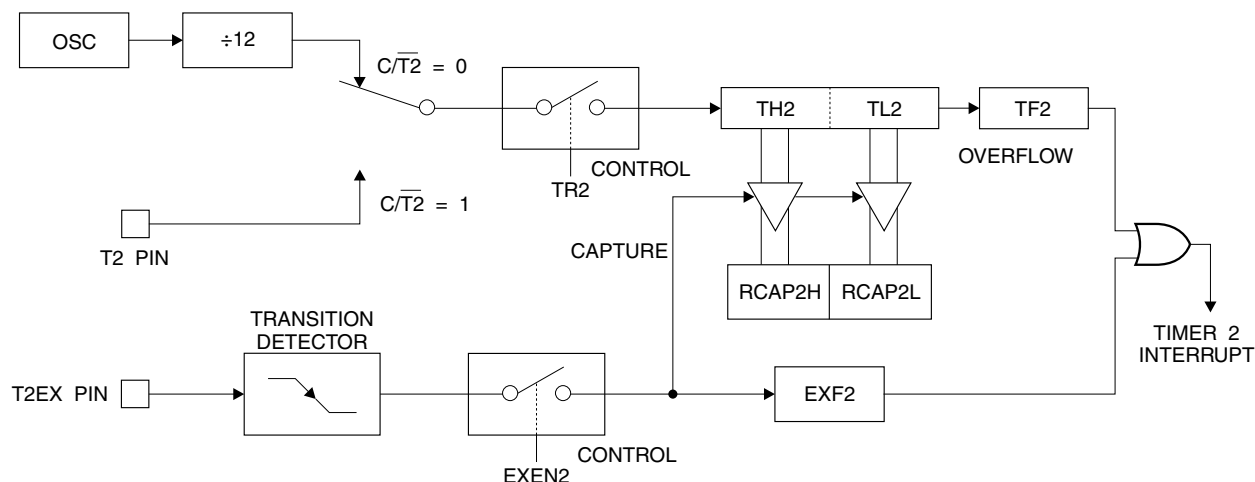 OSC
÷12
C/T2 = 0
TH2
TL2
TF2
OVERFLOW
CONTROL
TR2
C/T2 = 1
T2 PIN
CAPTURE
RCAP2H
RCAP2L
TRANSITION
DETECTOR
TIMER 2
INTERRUPT
T2EX PIN
EXF2
CONTROL
EXEN2